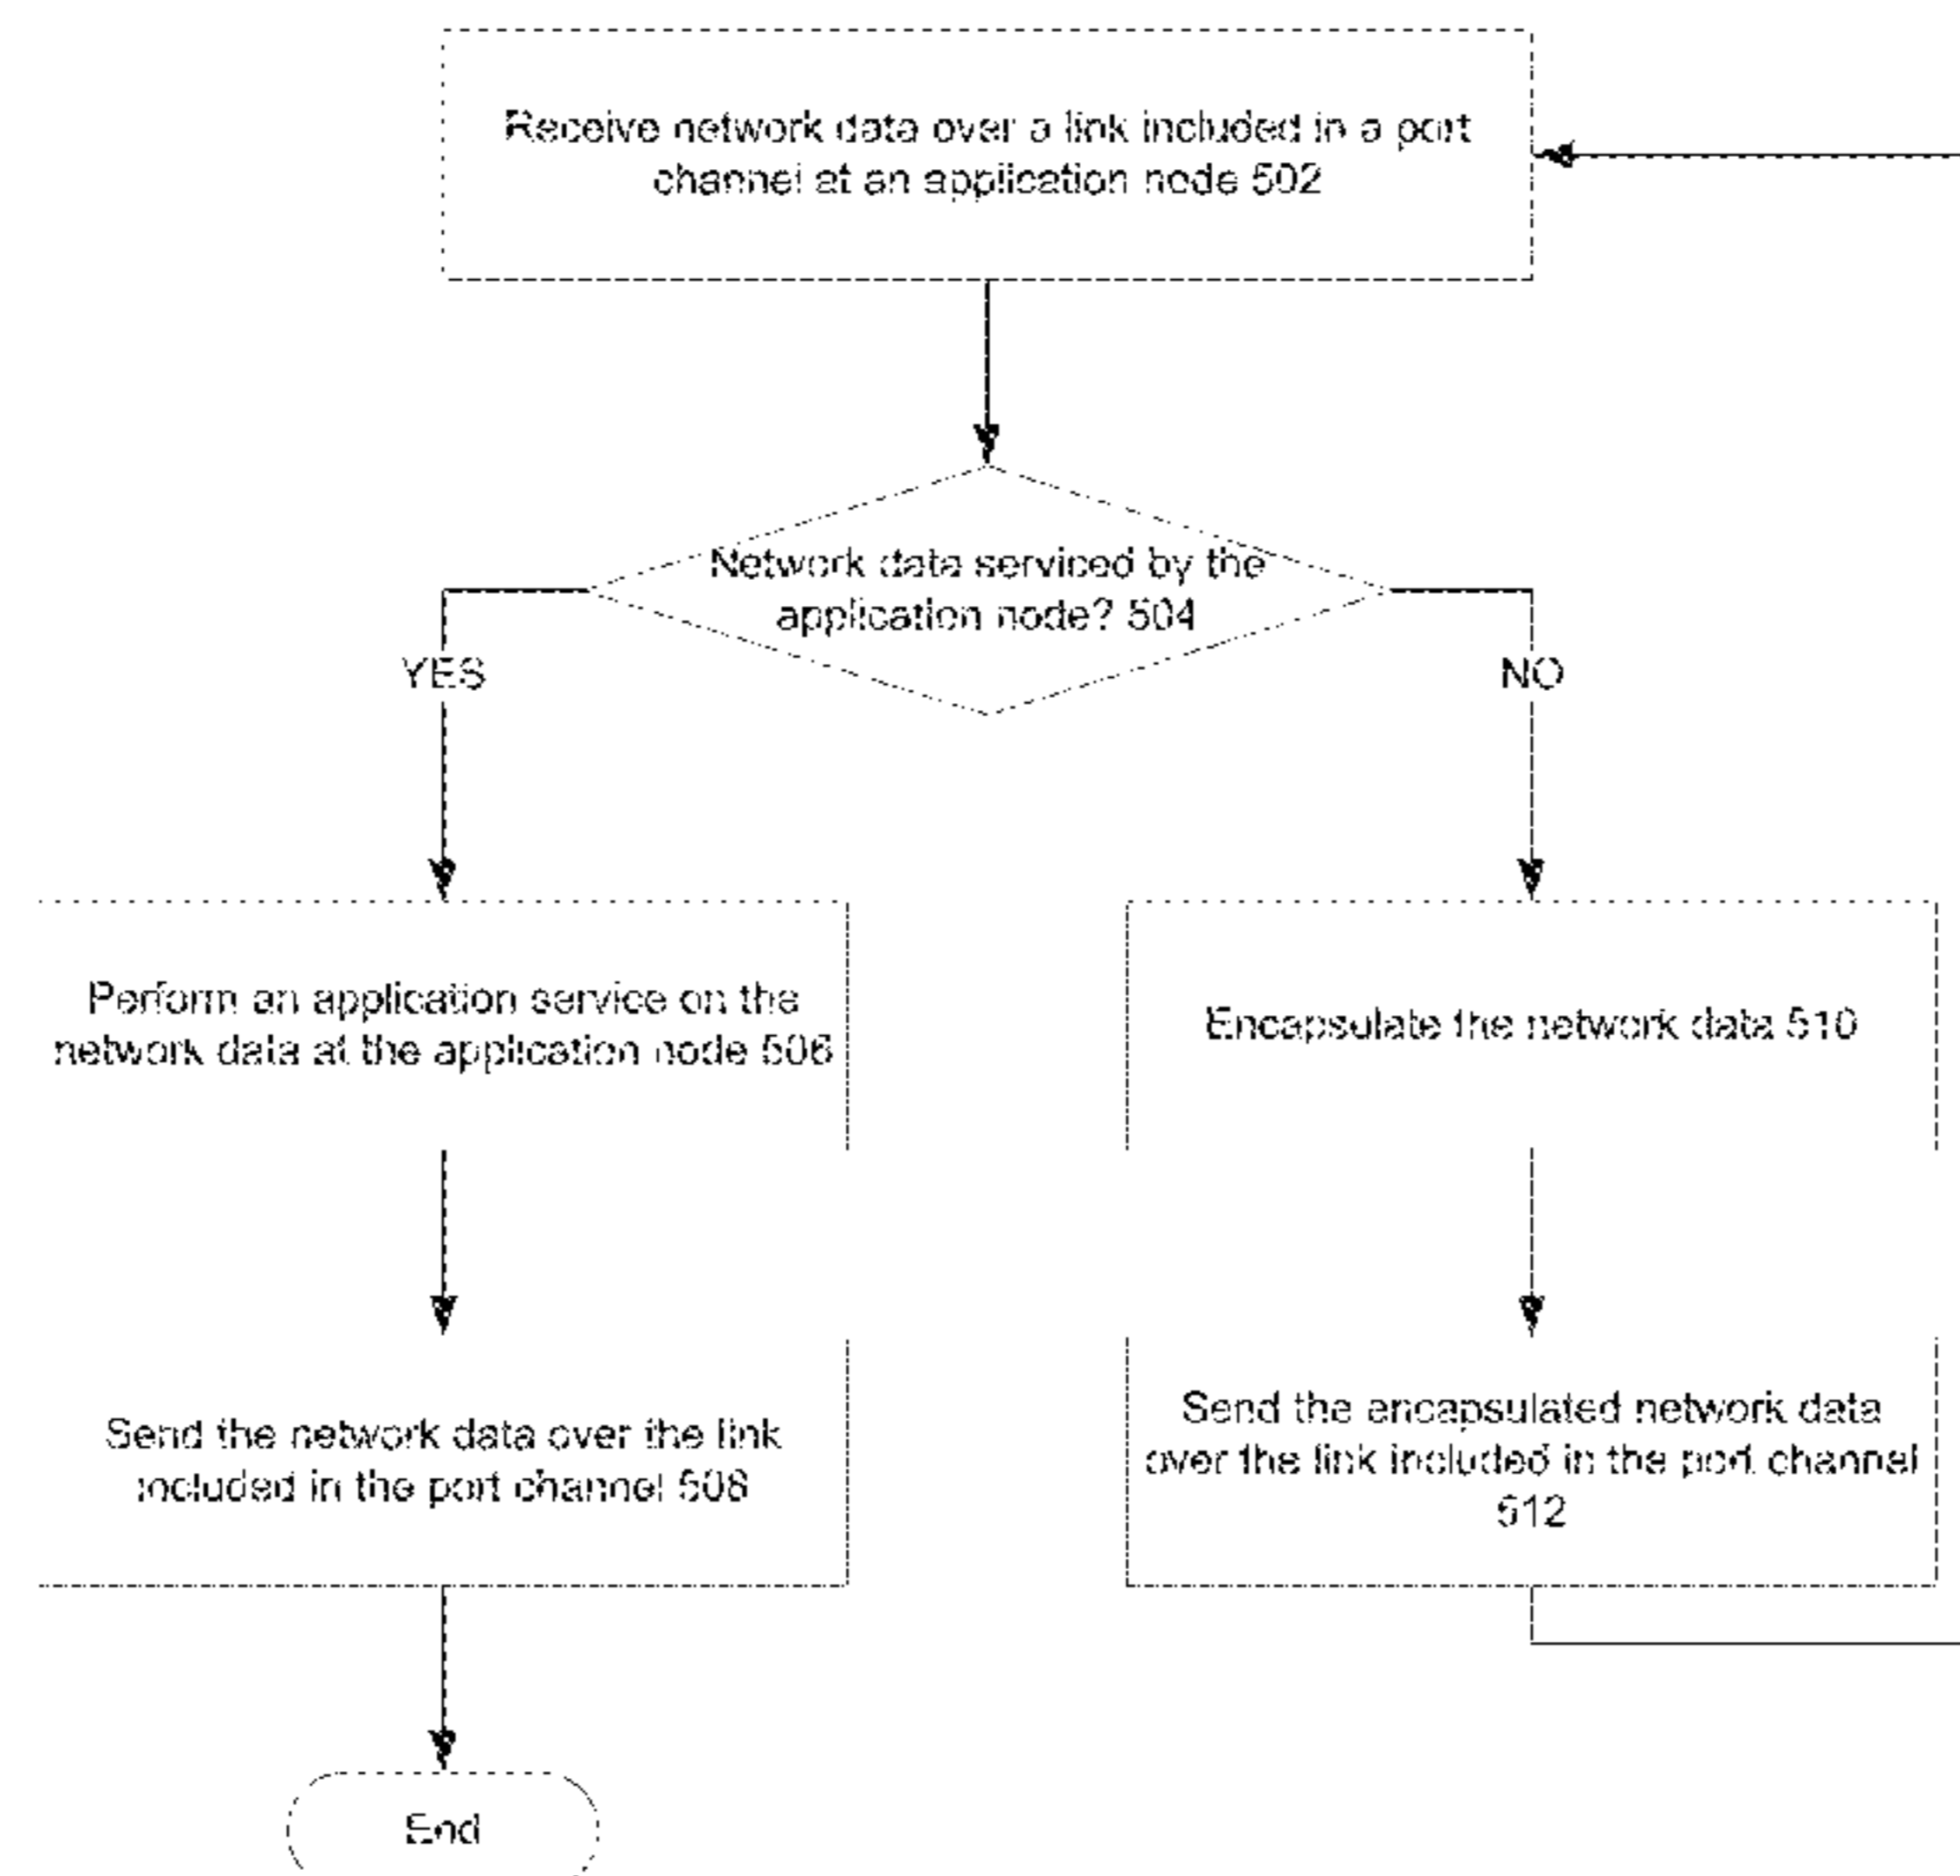 Receive network data over a link included in a port
channel at an application node 502
Network data serviced by the
application node? 504
YES
NO
Perform an application service on the
network data at the application node 506
Encapsulate the network data 510
Send the network data over the link
included in the port channel 508
Send the encapsulated network data
over the link included in the port channel
512
End